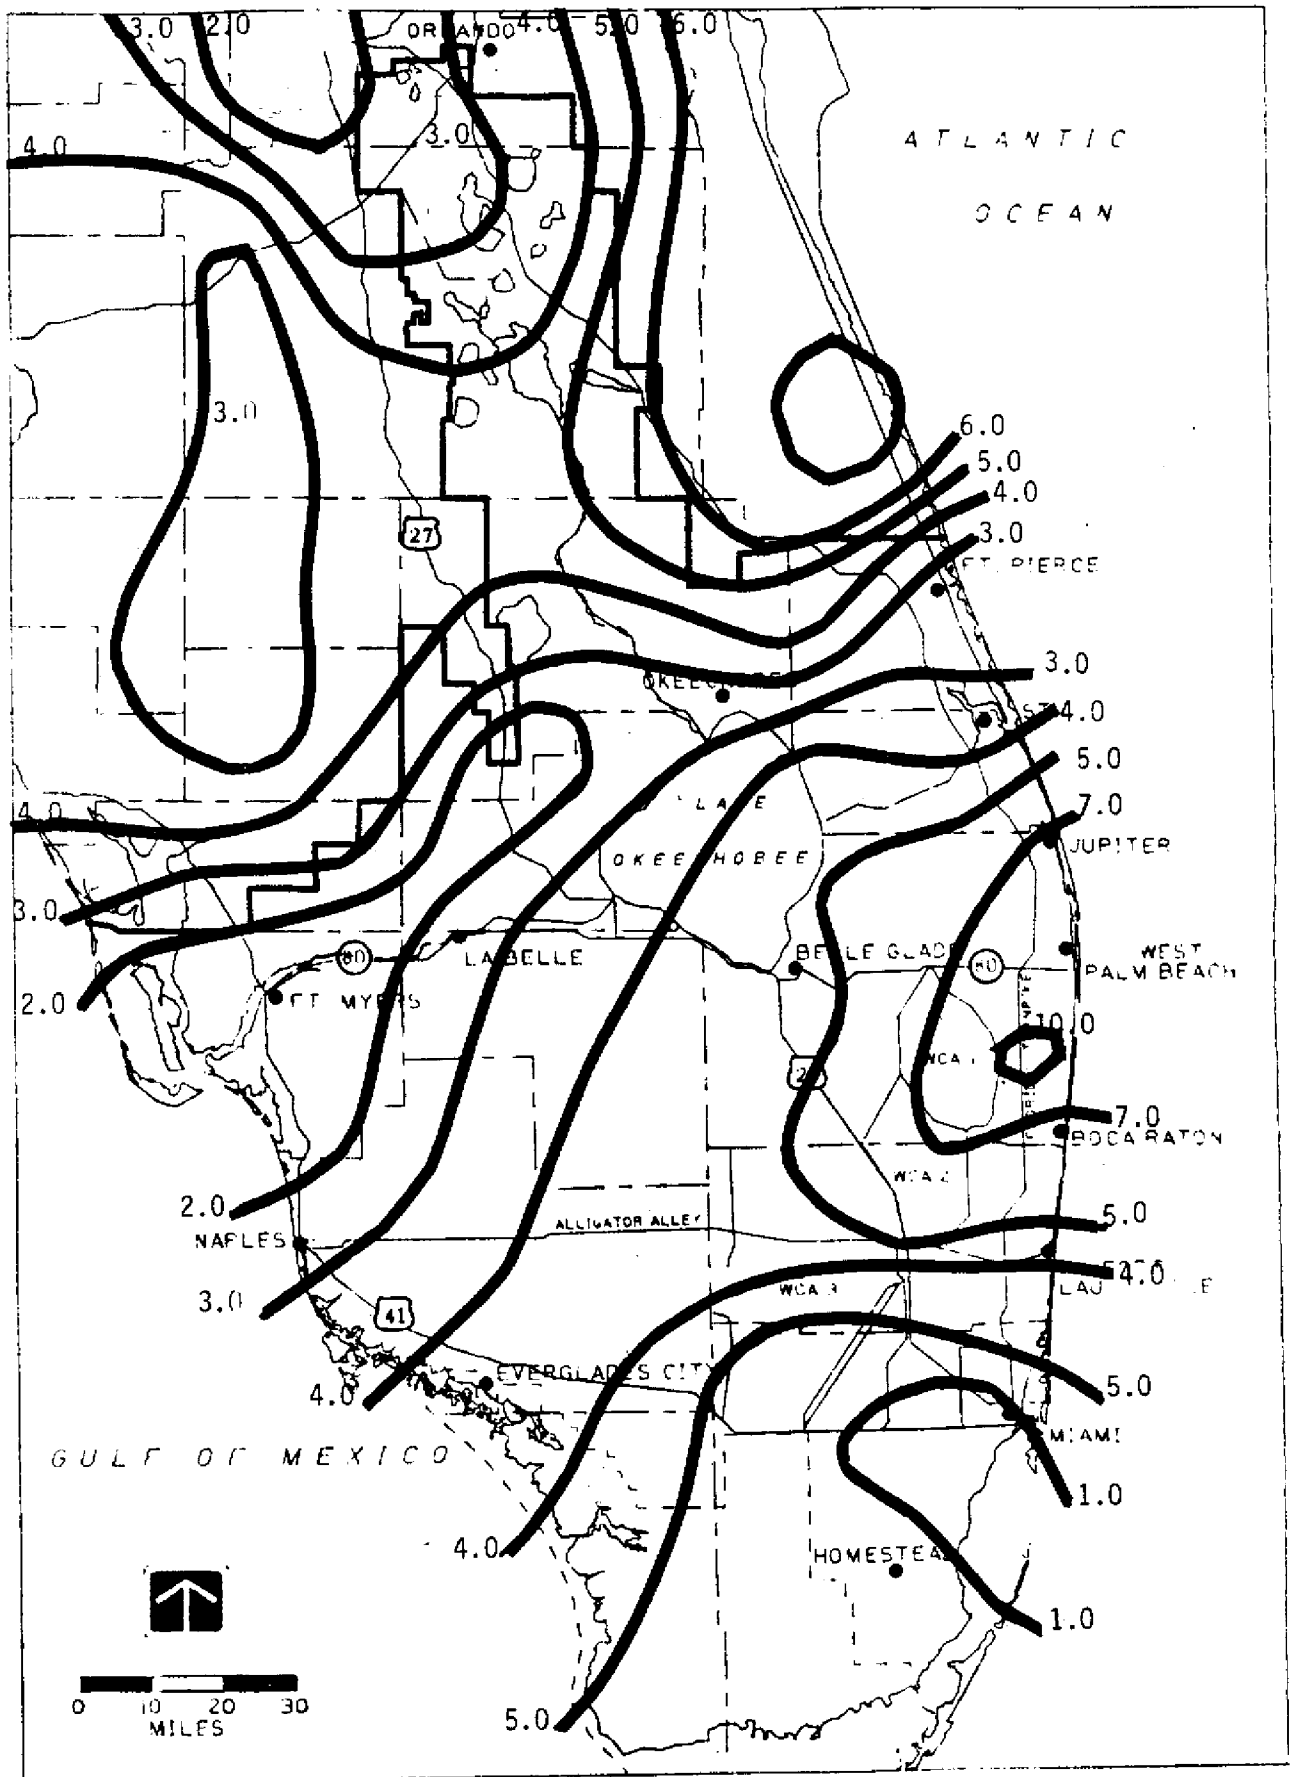 3.0 2.0 4.0 5.0 6.0
ORLANDO
3.0
4.0
ATLANTIC
OCEAN
3.0
6.0
5.0
4.0
27
3.0
FT. PIERCE
3.0
4.0
5.0
LAKE
4.0
7.0
JUPITER
OKEECHOBEE
3.0
LA BELLE
BELLE GLADE
80
80
WEST
PALM BEACH
2.0
FT MYERS
10.0
WCA 1
7.0
BOCA RATON
WCA 2
2.0
ALLIGATOR ALLEY
5.0
NAPLES
4.0
WCA 3
3.0
41
EVERGLADES CITY
5.0
4.0
MIAMI
GULF OF MEXICO
1.0
4.0
HOMESTEAD
1.0
5.0
0 10 20 30
MILES